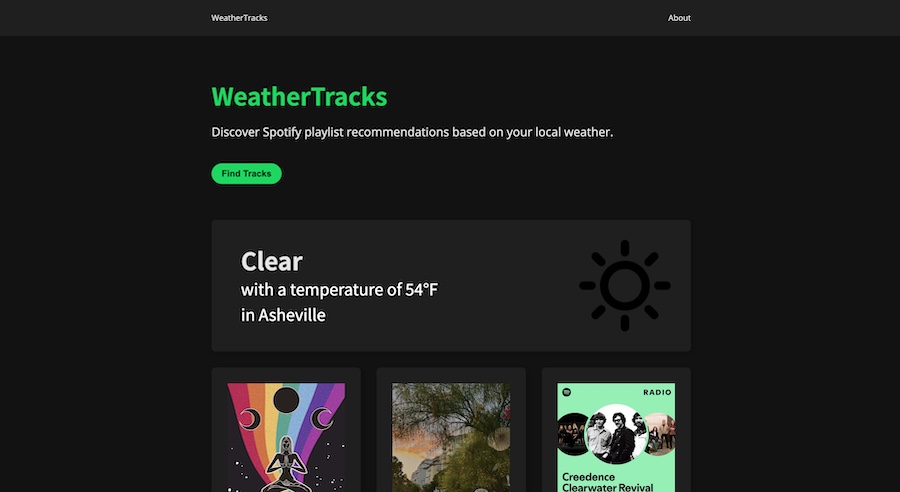 WeatherTracks
About
WeatherTracks
Discover Spotify playlist recommendations based on your local weather.
Find Tracks
Clear
with a temperature of 54°F
in Asheville
RADIO
Creedence
Clearwater Revival